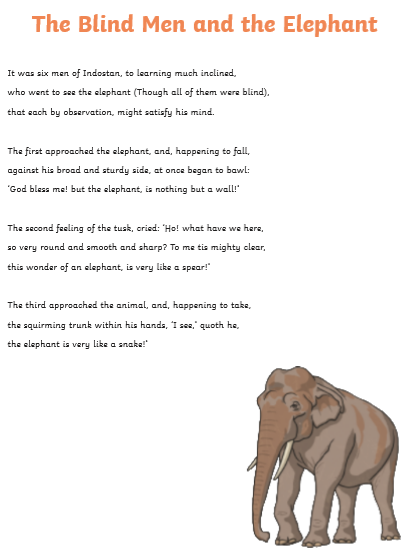 The Blind Men and the Elephant
It was six men of Indostan, to learning much inclined,
who went to see the elephant (Though all of them were blind),
that each by observation, might satisfy his mind.
The first approached the elephant, and, happening to fall,
against his broad and sturdy side, at once began to bawl:
'God bless me! but the elephant, is nothing but a wall!'
The second feeling of the tusk, cried: 'Ho! what have we here,
so very round and smooth and sharp? To me tis mighty clear,
this wonder of an elephant, is very like a spear!'
The third approached the animal, and, happening to take,
the squirming trunk within his hands, 'I see,' quoth he,
the elephant is very like a snake!'